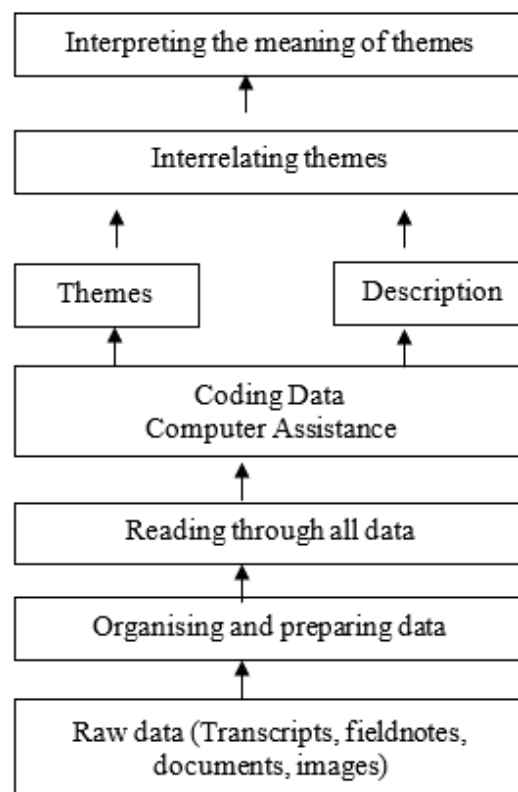 Interpreting the meaning of themes
Interrelating themes
Themes
Description
Coding Data
Computer Assistance
Reading through all data
Organising and preparing data
Raw data (Transcripts, fieldnotes,
documents, images)